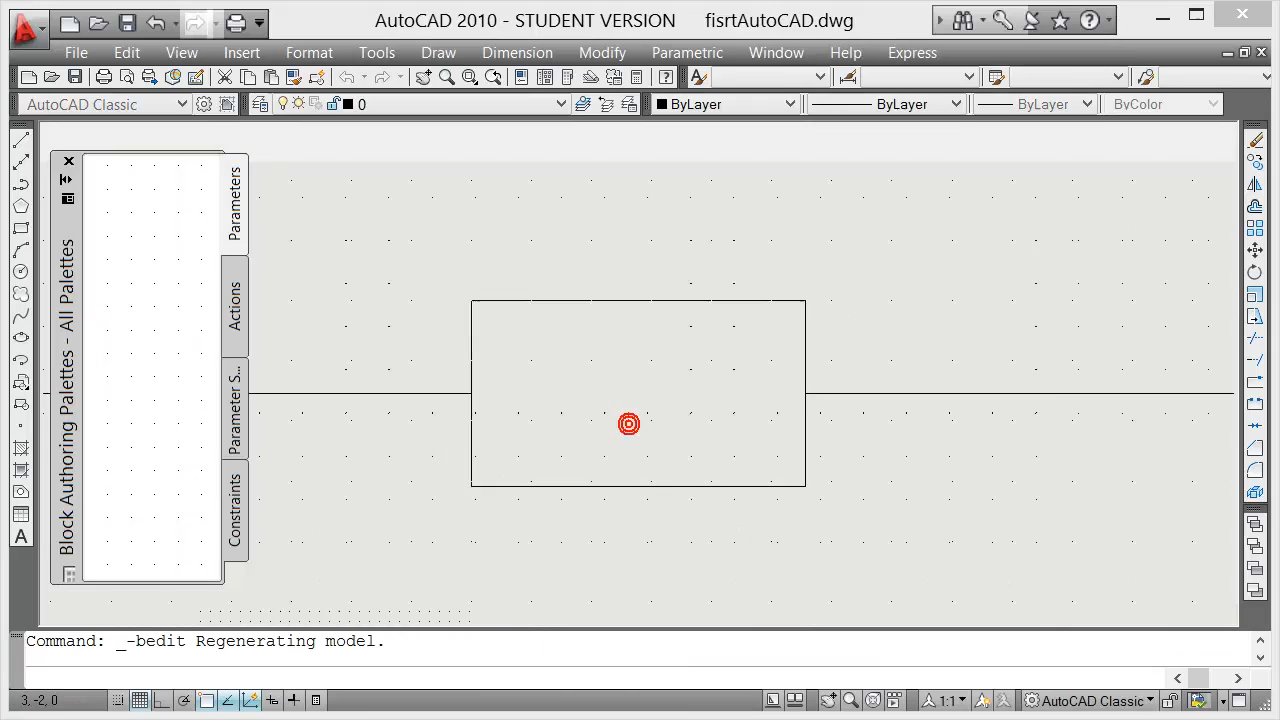 AutoCAD 2010 - STUDENT VERSION fisrtAutoCAD.dwg
File Edit View Insert Format Tools Draw Dimension Modify Parametric Window Help Express
AutoCAD Classic 0 ByLayer ByLayer ByLayer ByColor
Block Authoring Palettes - All Palettes
Parameters
Actions
Parameter S...
Constraints
A
Command: _-bedit Regenerating model.
3, -2, 0 1:1 AutoCAD Classic